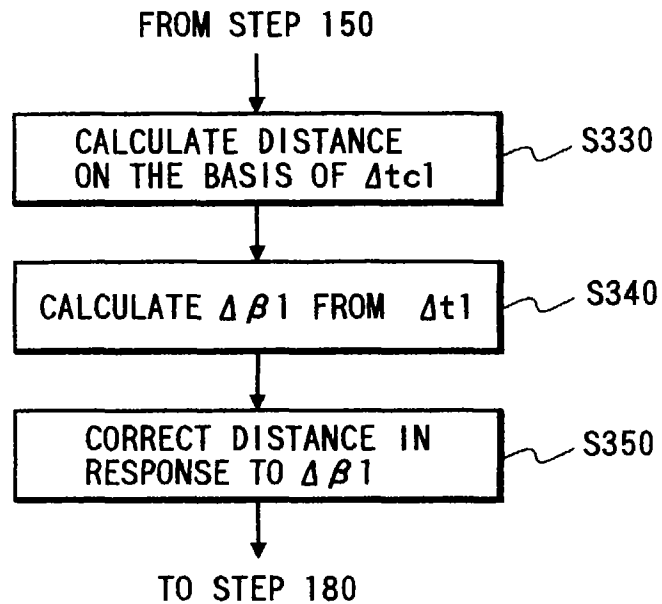 FROM STEP 150
CALCULATE DISTANCE
ON THE BASIS OF Δtc1
S330
CALCULATE Δβ1 FROM Δt1
S340
CORRECT DISTANCE IN
RESPONSE TO Δβ1
S350
TO STEP 180